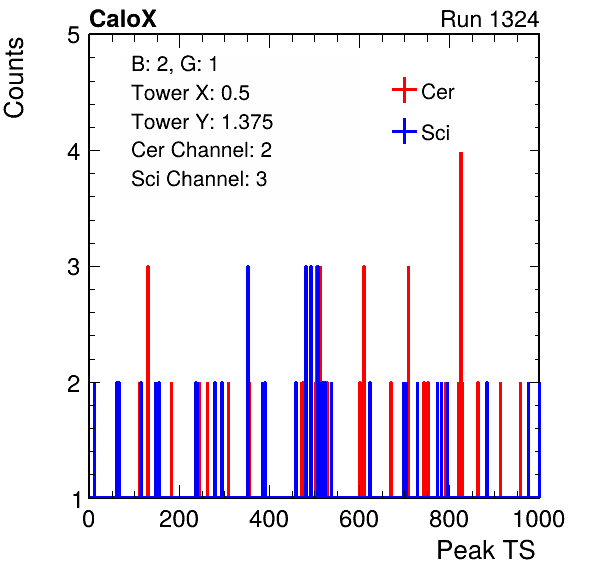 CaloX Run 1324
Counts
5
4
3
2
1
B: 2, G: 1
Tower X: 0.5
Tower Y: 1.375
Cer Channel: 2
Sci Channel: 3
Cer
Sci
0 200 400 600 800 1000
Peak TS